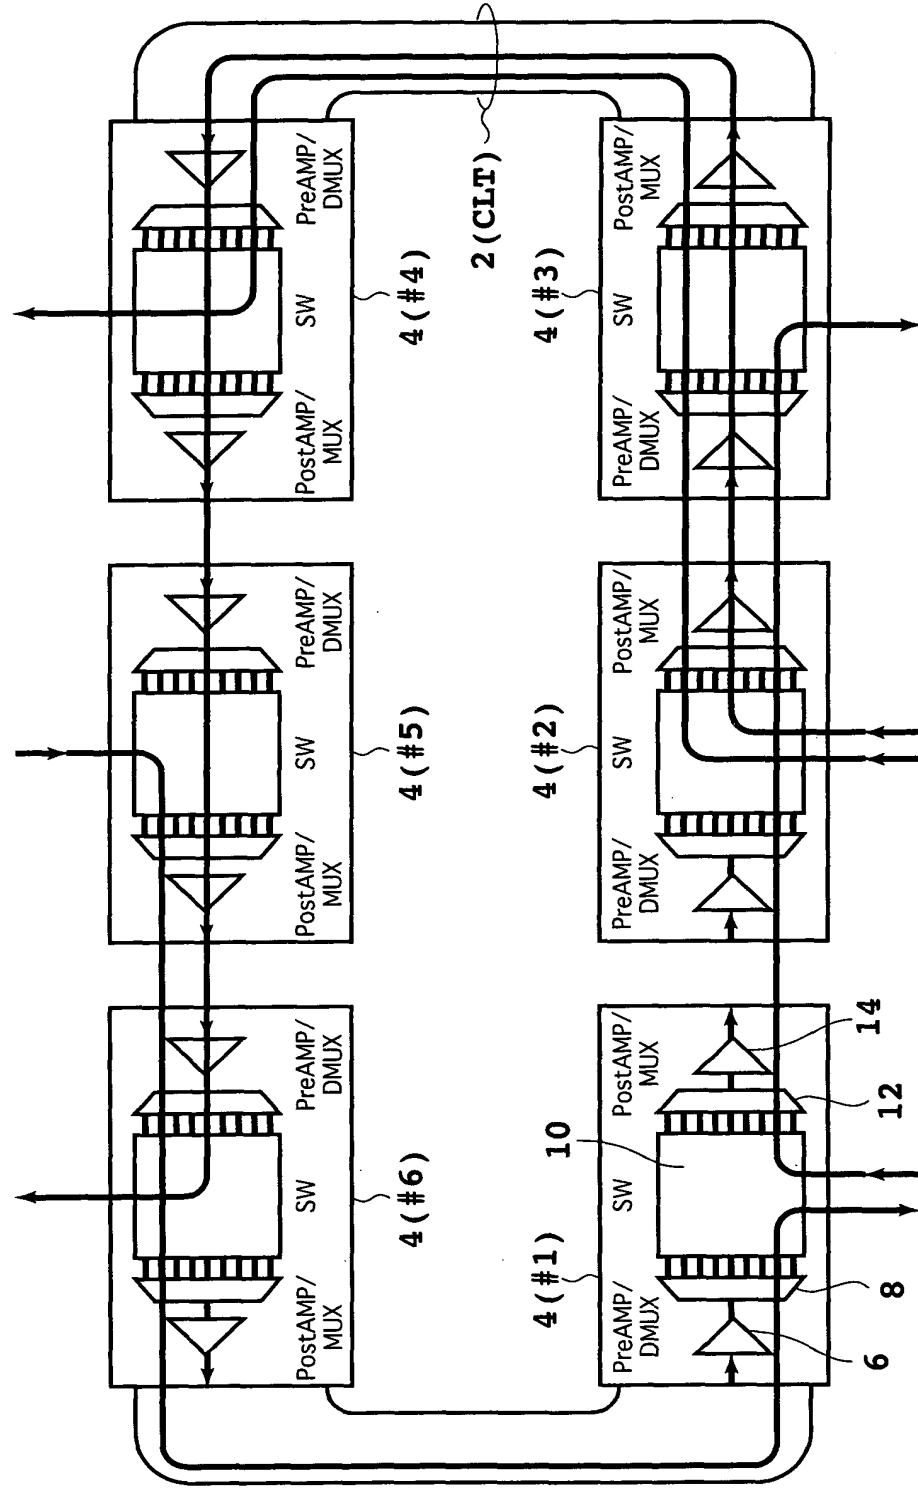 PreAMP/
DMUX
SW
PostAMP/
MUX
4(#4)
PreAMP/
DMUX
SW
PostAMP/
MUX
4(#5)
PreAMP/
DMUX
SW
PostAMP/
MUX
4(#6)
2(CLT)
PostAMP/
MUX
SW
PreAMP/
DMUX
4(#3)
PostAMP/
MUX
SW
PreAMP/
DMUX
4(#2)
PostAMP/
MUX
SW
PreAMP/
DMUX
4(#1)
10
14
12
8
6